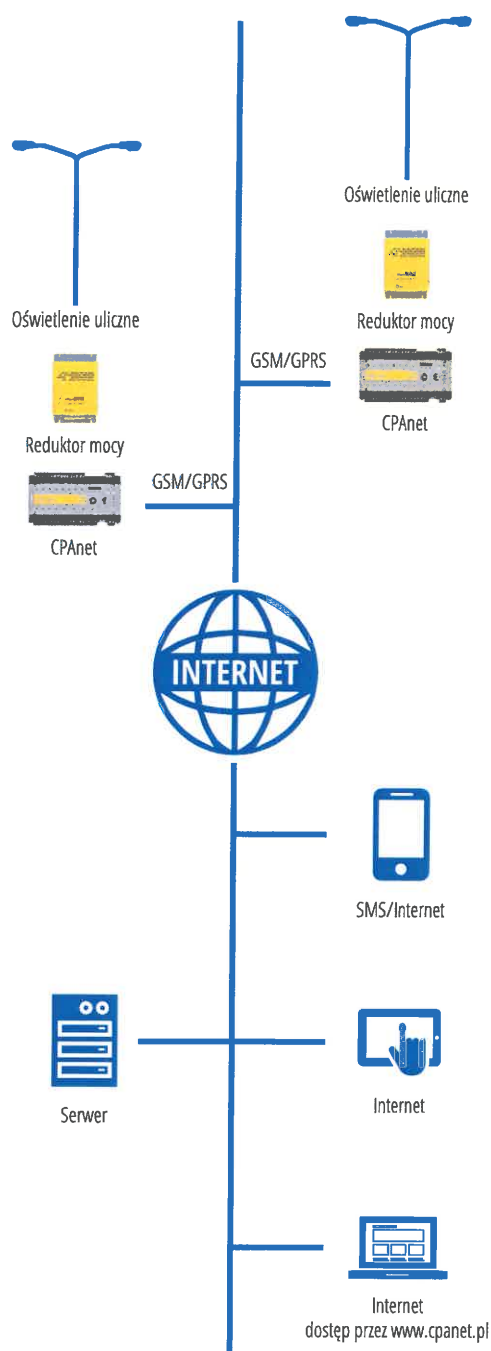 Oświetlenie uliczne
Reduktor mocy
GSM/GPRS
CPAnet
Oświetlenie uliczne
Reduktor mocy
GSM/GPRS
CPAnet
INTERNET
SMS/Internet
Serwer
Internet
Internet
dostęp przez www.cpanet.pl